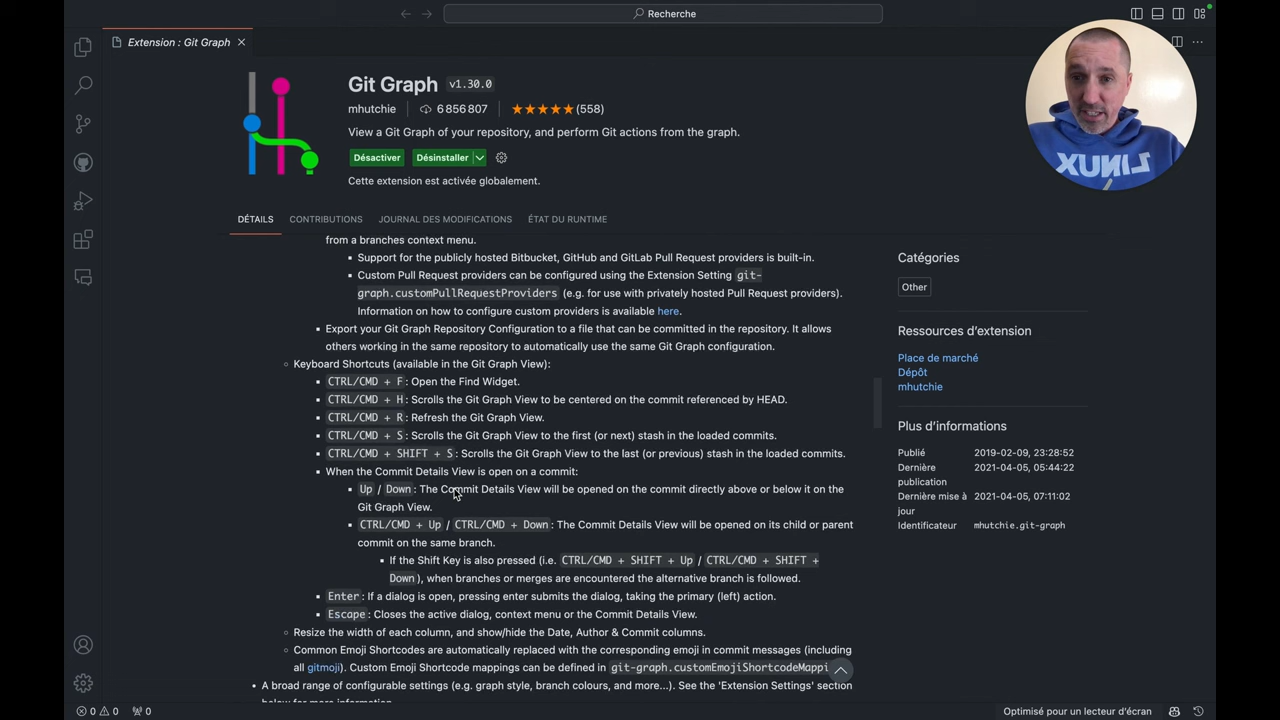 Recherche
Extension : Git Graph
Git Graph v1.30.0
mhutchie 6 856 807 (558)
View a Git Graph of your repository, and perform Git actions from the graph.
Désactiver Désinstaller
Cette extension est activée globalement.
LINUX
DÉTAILS CONTRIBUTIONS JOURNAL DES MODIFICATIONS ÉTAT DU RUNTIME
from a branches context menu.
Support for the publicly hosted Bitbucket, GitHub and GitLab Pull Request providers is built-in.
Custom Pull Request providers can be configured using the Extension Setting git-
graph.customPullRequestProviders (e.g. for use with privately hosted Pull Request providers).
Information on how to configure custom providers is available here.
Export your Git Graph Repository Configuration to a file that can be committed in the repository. It allows
others working in the same repository to automatically use the same Git Graph configuration.
Keyboard Shortcuts (available in the Git Graph View):
CTRL/CMD + F: Open the Find Widget.
CTRL/CMD + H: Scrolls the Git Graph View to be centered on the commit referenced by HEAD.
CTRL/CMD + R: Refresh the Git Graph View.
CTRL/CMD + S: Scrolls the Git Graph View to the first (or next) stash in the loaded commits.
CTRL/CMD + SHIFT + S: Scrolls the Git Graph View to the last (or previous) stash in the loaded commits.
When the Commit Details View is open on a commit:
Up / Down: The Commit Details View will be opened on the commit directly above or below it on the
Git Graph View.
CTRL/CMD + Up / CTRL/CMD + Down: The Commit Details View will be opened on its child or parent
commit on the same branch.
If the Shift Key is also pressed (i.e. CTRL/CMD + SHIFT + Up / CTRL/CMD + SHIFT +
Down), when branches or merges are encountered the alternative branch is followed.
Enter: If a dialog is open, pressing enter submits the dialog, taking the primary (left) action.
Escape: Closes the active dialog, context menu or the Commit Details View.
Resize the width of each column, and show/hide the Date, Author & Commit columns.
Common Emoji Shortcodes are automatically replaced with the corresponding emoji in commit messages (including
all gitmoji). Custom Emoji Shortcode mappings can be defined in git-graph.customEmojiShortcodeMappi
A broad range of configurable settings (e.g. graph style, branch colours, and more...). See the 'Extension Settings' section
below for more information.
Catégories
Other
Ressources d'extension
Place de marché
Dépôt
mhutchie
Plus d'informations
Publié 2019-02-09, 23:28:52
Dernière 2021-04-05, 05:44:22
publication
Dernière mise à 2021-04-05, 07:11:02
jour
Identificateur mhutchie.git-graph
0 0 0
Optimisé pour un lecteur d'écran